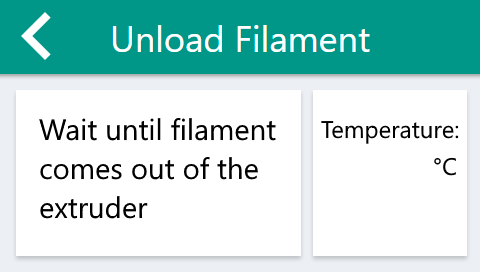 Unload Filament
Wait until filament
comes out of the
extruder
Temperature:
°C